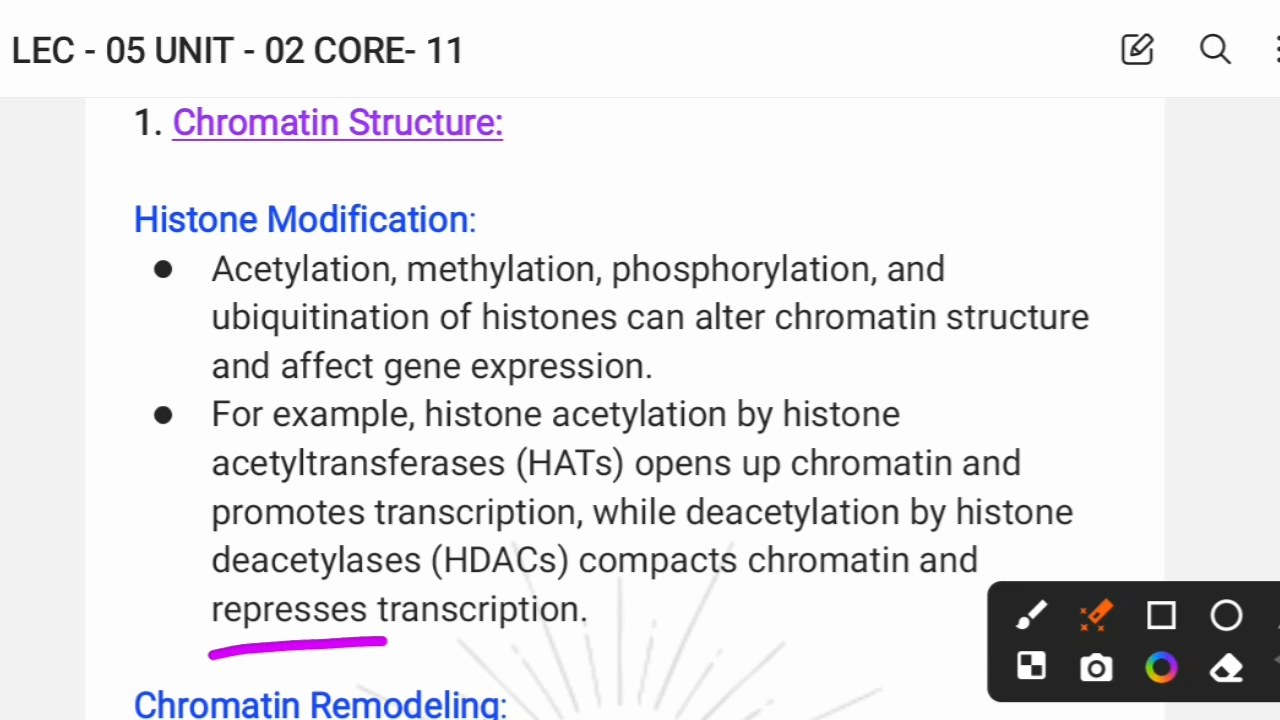 LEC - 05 UNIT - 02 CORE- 11
1. Chromatin Structure:
Histone Modification:
● Acetylation, methylation, phosphorylation, and
ubiquitination of histones can alter chromatin structure
and affect gene expression.
● For example, histone acetylation by histone
acetyltransferases (HATs) opens up chromatin and
promotes transcription, while deacetylation by histone
deacetylases (HDACs) compacts chromatin and
represses transcription.
Chromatin Remodeling: